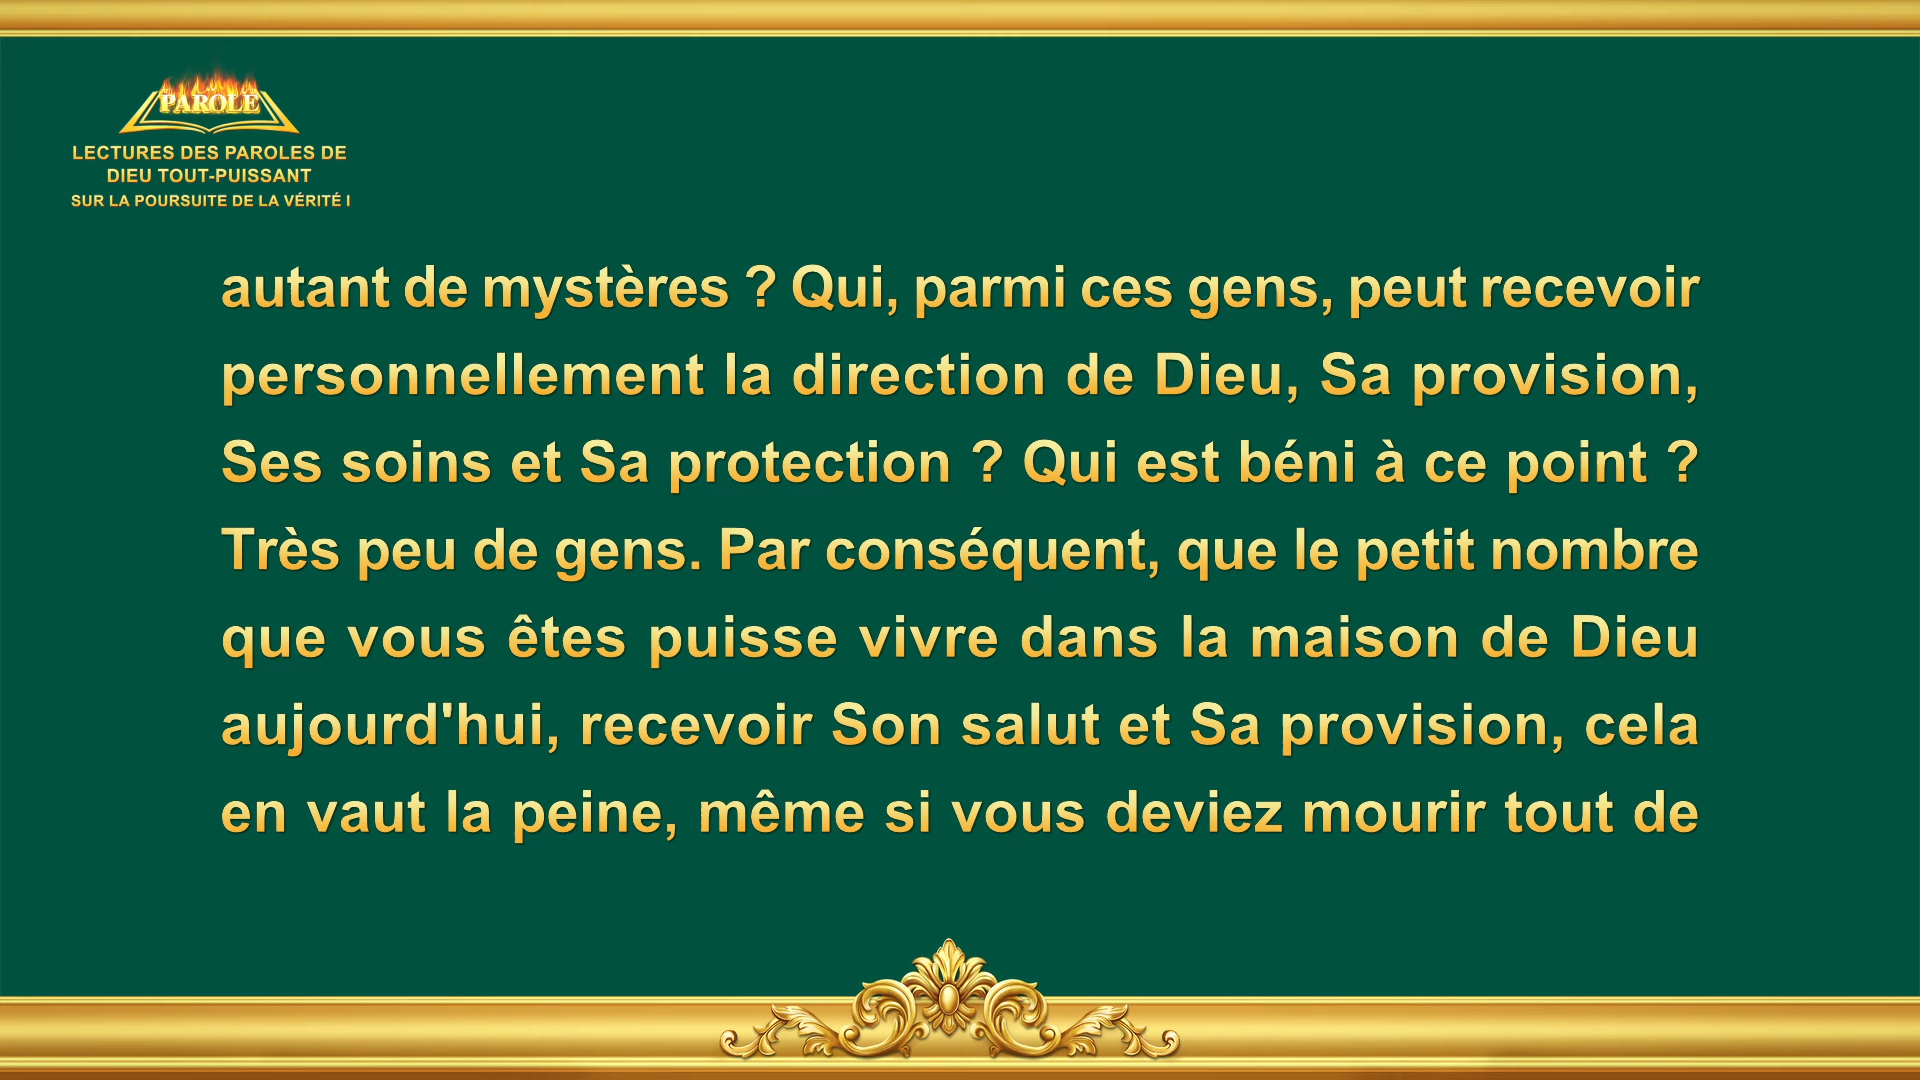 PAROLE
LECTURES DES PAROLES DE
DIEU TOUT-PUISSANT
SUR LA POURSUITE DE LA VÉRITÉ I
autant de mystères ? Qui, parmi ces gens, peut recevoir
personnellement la direction de Dieu, Sa provision,
Ses soins et Sa protection ? Qui est béni à ce point ?
Très peu de gens. Par conséquent, que le petit nombre
que vous êtes puisse vivre dans la maison de Dieu
aujourd'hui, recevoir Son salut et Sa provision, cela
en vaut la peine, même si vous deviez mourir tout de